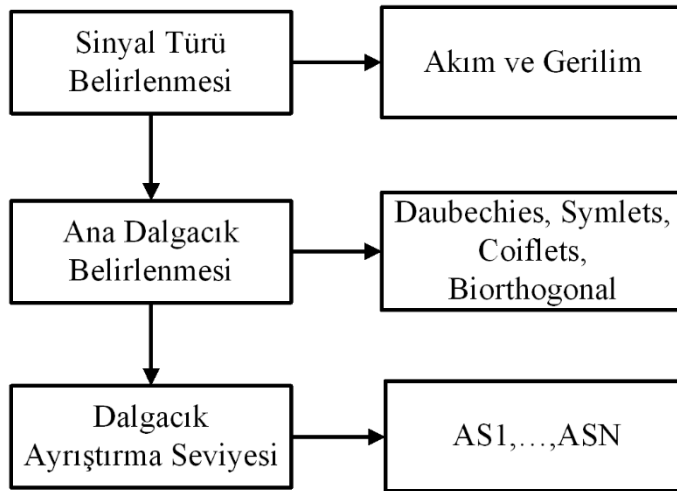 Sinyal Türü
Belirlenmesi
Akım ve Gerilim
Ana Dalgacık
Belirlenmesi
Daubechies, Symlets,
Coiflets,
Biorthogonal
Dalgacık
Ayrıştırma Seviyesi
AS1,…,ASN